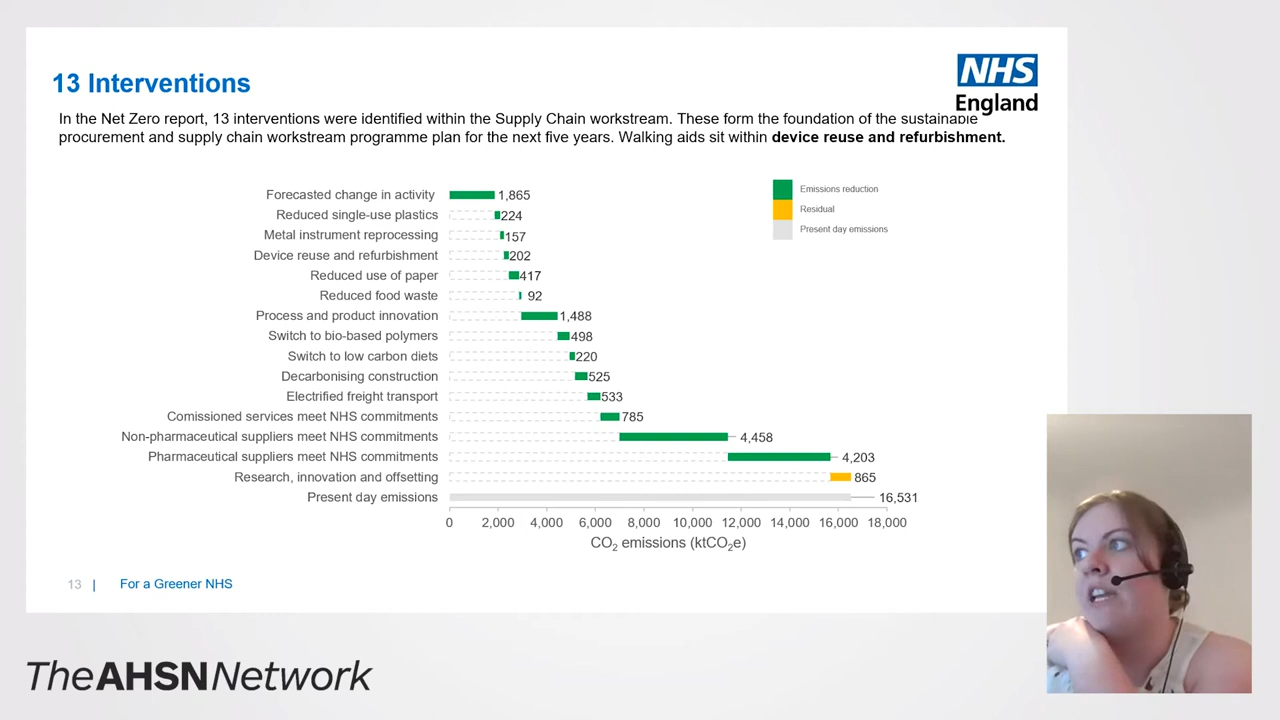 13 Interventions
NHS
England
In the Net Zero report, 13 interventions were identified within the Supply Chain workstream. These form the foundation of the sustainable
procurement and supply chain workstream programme plan for the next five years. Walking aids sit within device reuse and refurbishment.
Emissions reduction
Residual
Present day emissions
Forecasted change in activity 1,865
Reduced single-use plastics 224
Metal instrument reprocessing 157
Device reuse and refurbishment 202
Reduced use of paper 417
Reduced food waste 92
Process and product innovation 1,488
Switch to bio-based polymers 498
Switch to low carbon diets 220
Decarbonising construction 525
Electrified freight transport 533
Comissioned services meet NHS commitments 785
Non-pharmaceutical suppliers meet NHS commitments 4,458
Pharmaceutical suppliers meet NHS commitments 4,203
Research, innovation and offsetting 865
Present day emissions 16,531
0 2,000 4,000 6,000 8,000 10,000 12,000 14,000 16,000 18,000
CO₂ emissions (ktCO₂e)
13 | For a Greener NHS
TheAHSNNetwork